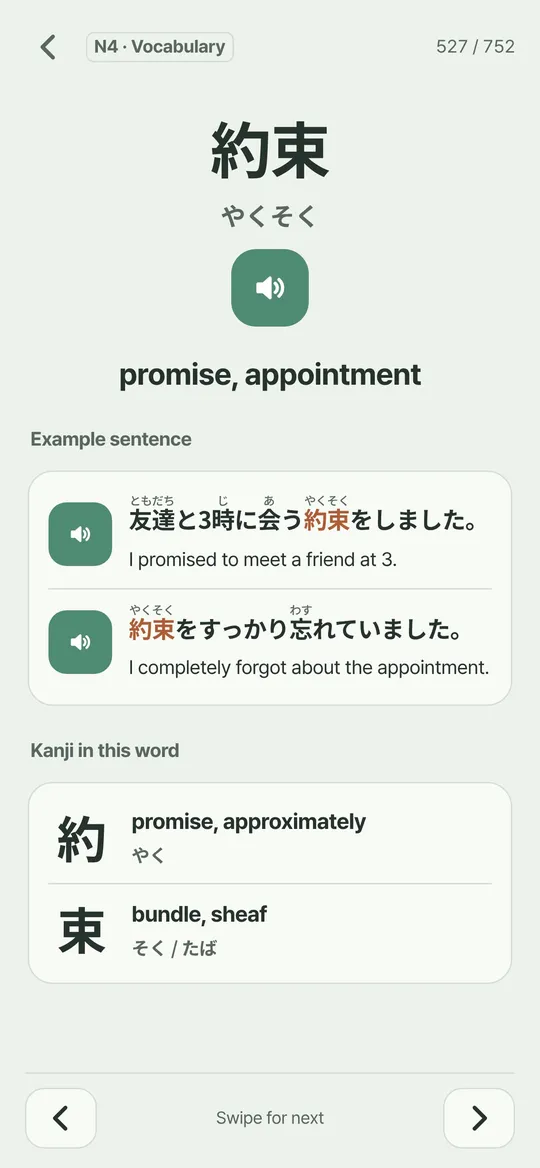 N4 · Vocabulary
527 / 752
約束
やくそく
promise, appointment
Example sentence
ともだち じ あ やくそく
友達と3時に会う約束をしました。
I promised to meet a friend at 3.
やくそく わす
約束をすっかり忘れていました。
I completely forgot about the appointment.
Kanji in this word
約
promise, approximately
やく
束
bundle, sheaf
そく / たば
Swipe for next